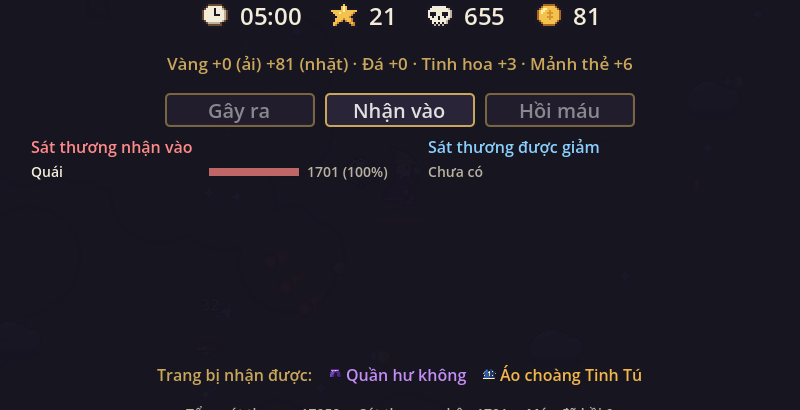 05:00 21 655 81
Vàng +0 (ải) +81 (nhặt) · Đá +0 · Tinh hoa +3 · Mảnh thẻ +6
Gây ra Nhận vào Hồi máu
Sát thương nhận vào Sát thương được giảm
Quái 1701 (100%) Chưa có
Trang bị nhận được: Quần hư không Áo choàng Tinh Tú